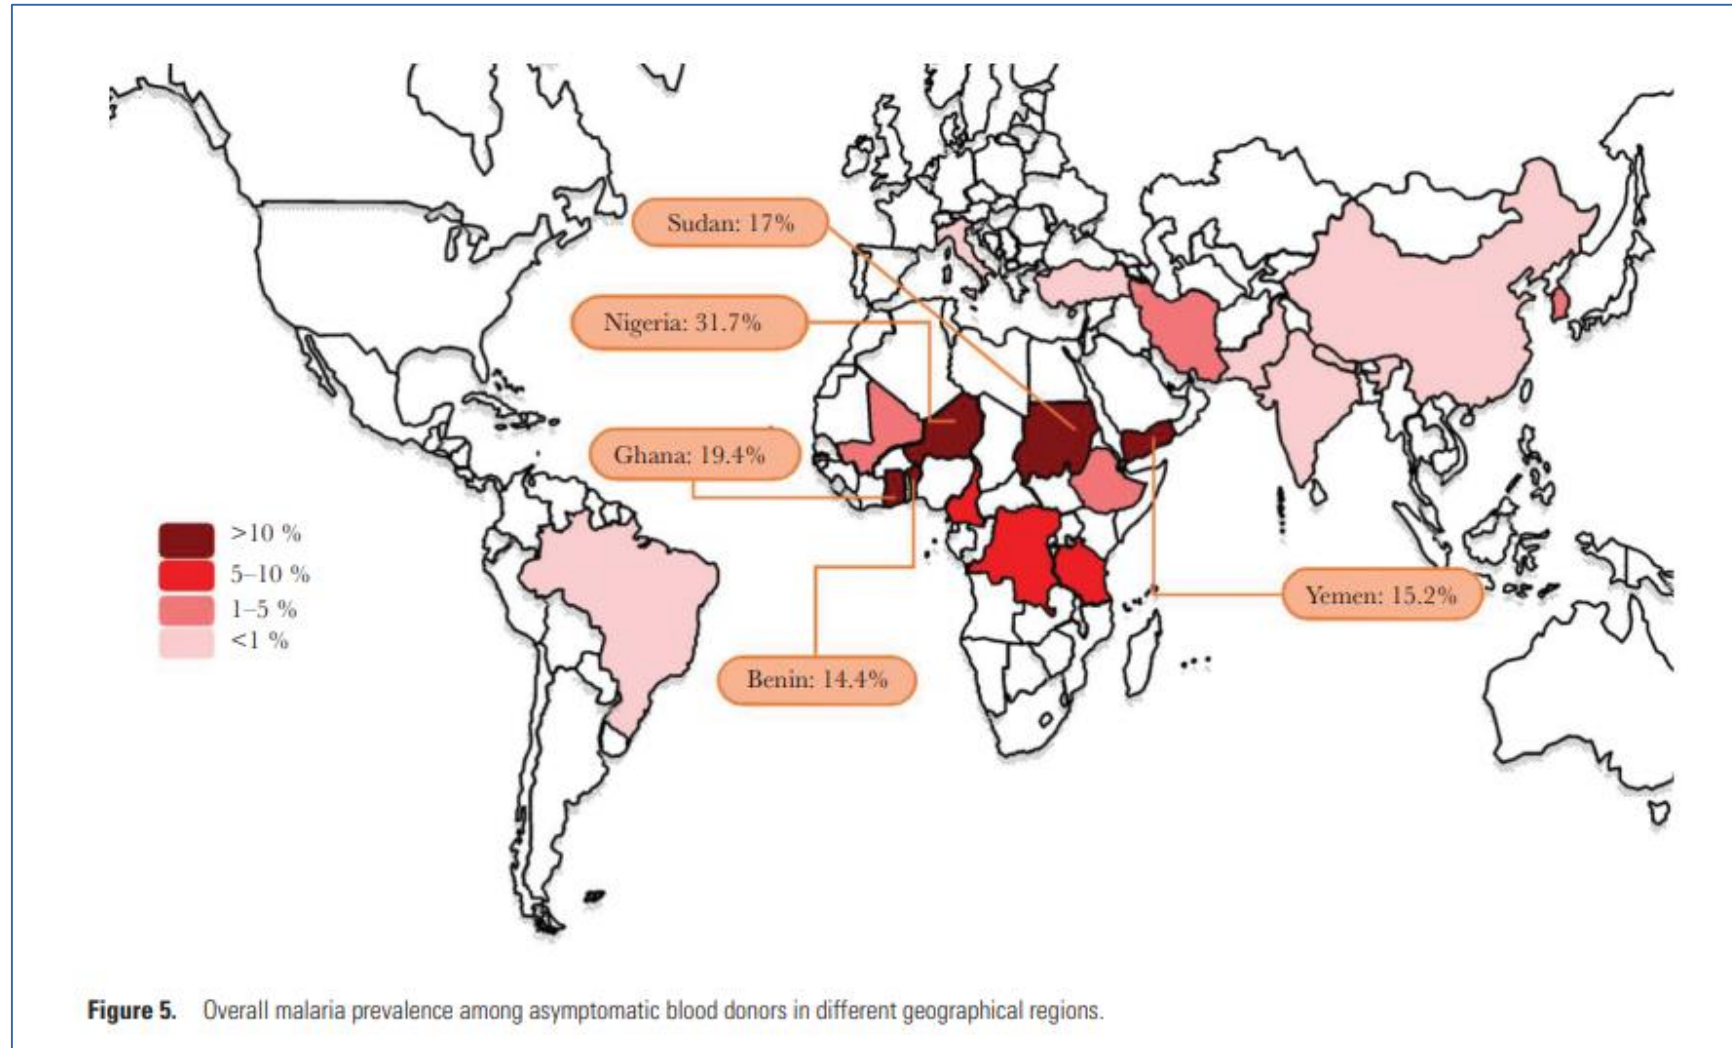 Sudan: 17%
Nigeria: 31.7%
Ghana: 19.4%
>10 %
5–10 %
1–5 %
<1 %
Yemen: 15.2%
Benin: 14.4%
Figure 5. Overall malaria prevalence among asymptomatic blood donors in different geographical regions.